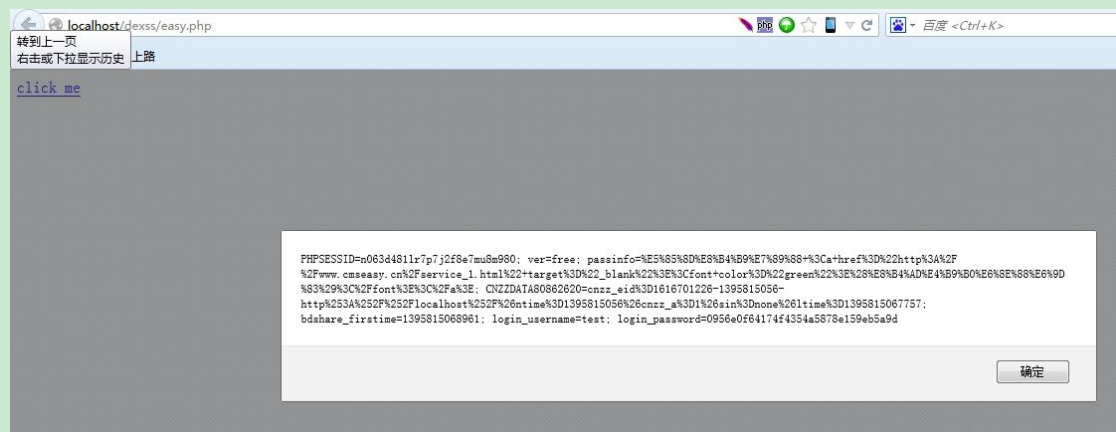 localhost/dexss/easy.php
php
百度 <Ctrl+K>
转到上一页
右击或下拉显示历史 上路
click me
PHPSESSID=n063d48llr7p7j2f8e7mu8m980; ver=free; passinfo=%E5%85%8D%E8%B4%B9%E7%89%88+%3Ca+href%3D%22http%3A%2F
%2Fwww.cmseasy.cn%2Fservice_1.html%22+target%3D%22_blank%22%3E%3Cfont+color%3D%22green%22%3E%28%E8%B4%AD%E4%B9%B0%E6%8E%88%E6%9D
%83%29%3C%2Ffont%3E%3C%2Fa%3E; CNZZDATA80862620=cnzz_eid%3D1616701226-1395815056-
http%253A%252F%252Flocalhost%252F%26ntime%3D1395815056%26cnzz_a%3D1%26sin%3Dnone%26ltime%3D1395815067757;
bdshare_firstime=1395815068961; login_username=test; login_password=0956e0f64174f4354a5878e159eb5a9d
确定